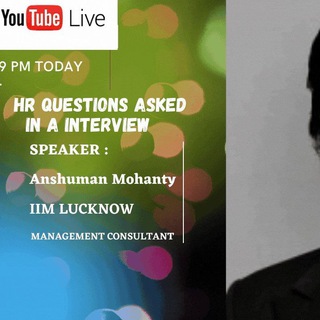 YouTube Live
9 PM TODAY
HR QUESTIONS ASKED
IN A INTERVIEW
SPEAKER :
Anshuman Mohanty
IIM LUCKNOW
MANAGEMENT CONSULTANT